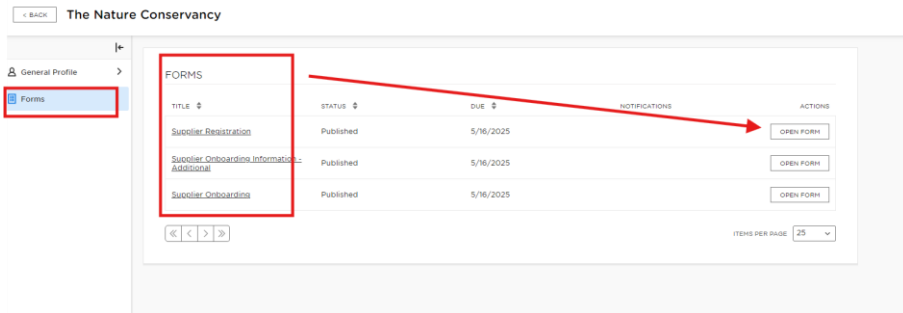 < BACK The Nature Conservancy
General Profile
Forms
FORMS
TITLE STATUS DUE NOTIFICATIONS ACTIONS
Supplier Registration Published 5/16/2025 OPEN FORM
Supplier Onboarding Information -
Additional Published 5/16/2025 OPEN FORM
Supplier Onboarding Published 5/16/2025 OPEN FORM
ITEMS PER PAGE 25